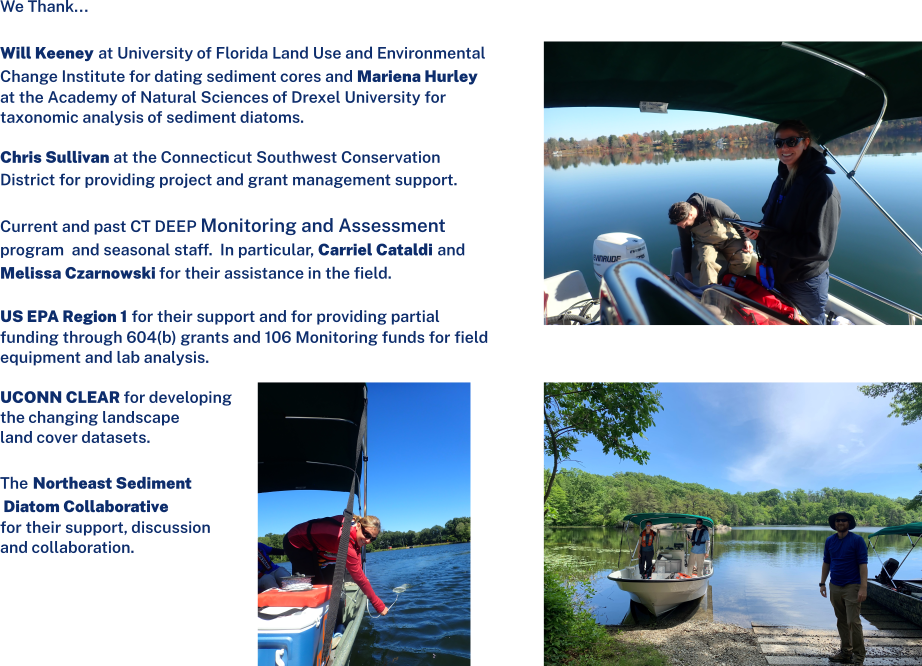 We Thank...
Will Keeney at University of Florida Land Use and Environmental
Change Institute for dating sediment cores and Mariena Hurley
at the Academy of Natural Sciences of Drexel University for
taxonomic analysis of sediment diatoms.
Chris Sullivan at the Connecticut Southwest Conservation
District for providing project and grant management support.
Current and past CT DEEP Monitoring and Assessment
program and seasonal staff. In particular, Carriel Cataldi and
Melissa Czarnowski for their assistance in the field.
US EPA Region 1 for their support and for providing partial
funding through 604(b) grants and 106 Monitoring funds for field
equipment and lab analysis.
UCONN CLEAR for developing
the changing landscape
land cover datasets.
The Northeast Sediment
Diatom Collaborative
for their support, discussion
and collaboration.
EVINRUDE